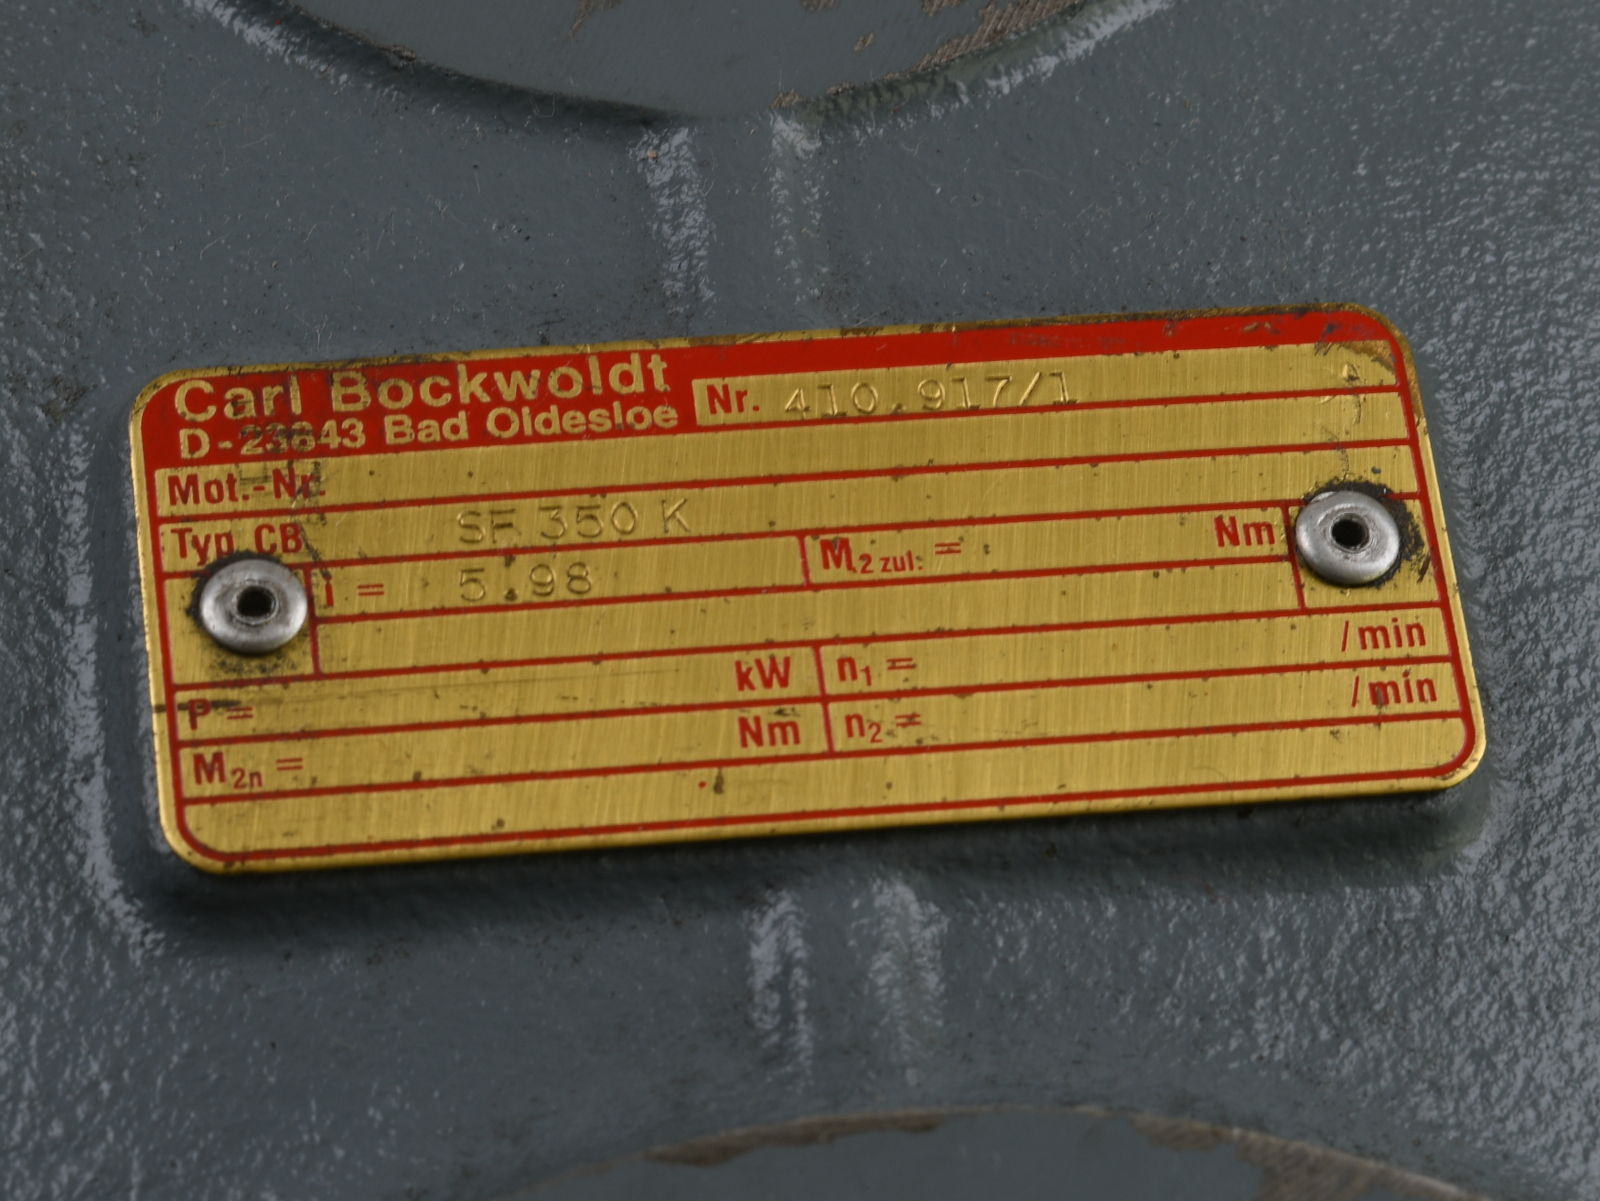 Carl Bockwoldt
D-23843 Bad Oldesloe
Nr. 410.917/1
Mot.-Nr.
Typ CB SF 350 K
i = 5.98 M2 zul: = Nm
P = kW n1 = /min
M2n = Nm n2 = /min